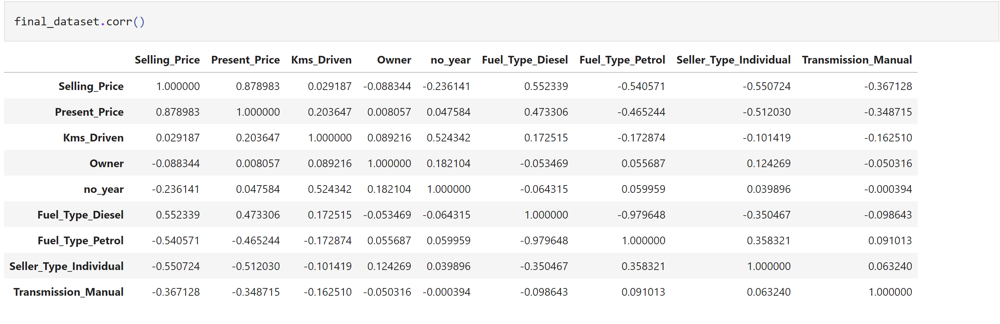 final_dataset.corr()
Selling_Price Present_Price Kms_Driven Owner no_year Fuel_Type_Diesel Fuel_Type_Petrol Seller_Type_Individual Transmission_Manual
Selling_Price 1.000000 0.878983 0.029187 -0.088344 -0.236141 0.552339 -0.540571 -0.550724 -0.367128
Present_Price 0.878983 1.000000 0.203647 0.008057 0.047584 0.473306 -0.465244 -0.512030 -0.348715
Kms_Driven 0.029187 0.203647 1.000000 0.089216 0.524342 0.172515 -0.172874 -0.101419 -0.162510
Owner -0.088344 0.008057 0.089216 1.000000 0.182104 -0.053469 0.055687 0.124269 -0.050316
no_year -0.236141 0.047584 0.524342 0.182104 1.000000 -0.064315 0.059959 0.039896 -0.000394
Fuel_Type_Diesel 0.552339 0.473306 0.172515 -0.053469 -0.064315 1.000000 -0.979648 -0.350467 -0.098643
Fuel_Type_Petrol -0.540571 -0.465244 -0.172874 0.055687 0.059959 -0.979648 1.000000 0.358321 0.091013
Seller_Type_Individual -0.550724 -0.512030 -0.101419 0.124269 0.039896 -0.350467 0.358321 1.000000 0.063240
Transmission_Manual -0.367128 -0.348715 -0.162510 -0.050316 -0.000394 -0.098643 0.091013 0.063240 1.000000